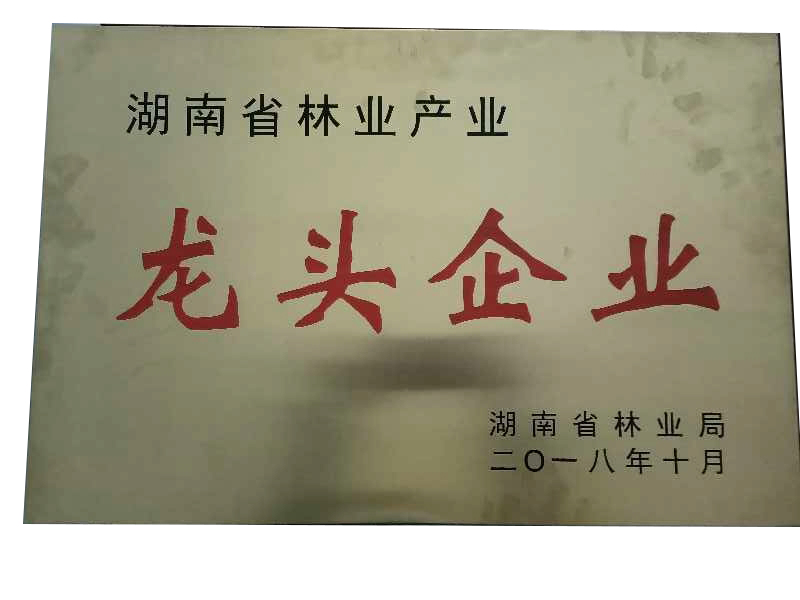 湖南省林业产业
龙头企业
湖南省林业局
二O一八年十月